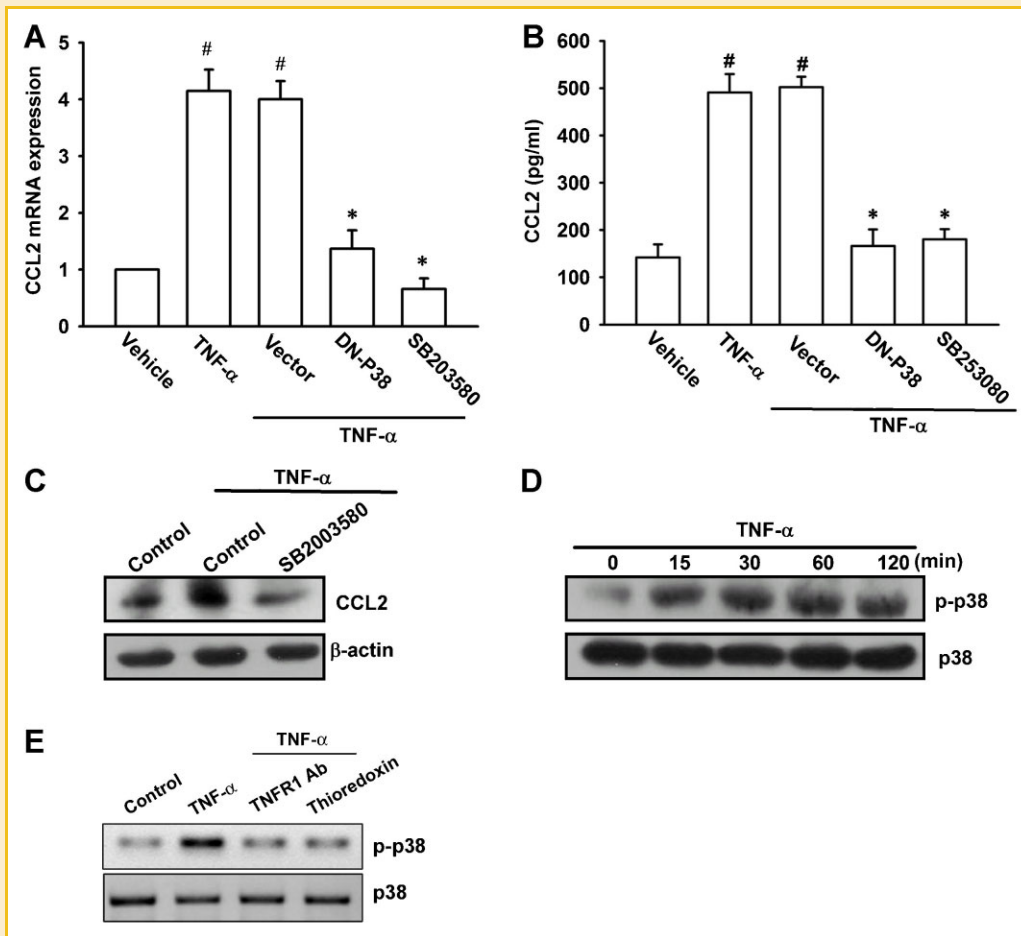 A
CCL2 mRNA expression
5
4
3
2
1
0
#
#
*
*
Vehicle
TNF-α
Vector
DN-P38
SB203580
TNF-α
B
CCL2 (pg/ml)
600
500
400
300
200
100
0
#
#
*
*
Vehicle
TNF-α
Vector
DN-P38
SB253080
TNF-α
C
TNF-α
Control
Control
SB2003580
CCL2
β-actin
D
TNF-α
0 15 30 60 120 (min)
p-p38
p38
E
TNF-α
Control
TNF-α
TNFR1 Ab
Thioredoxin
p-p38
p38